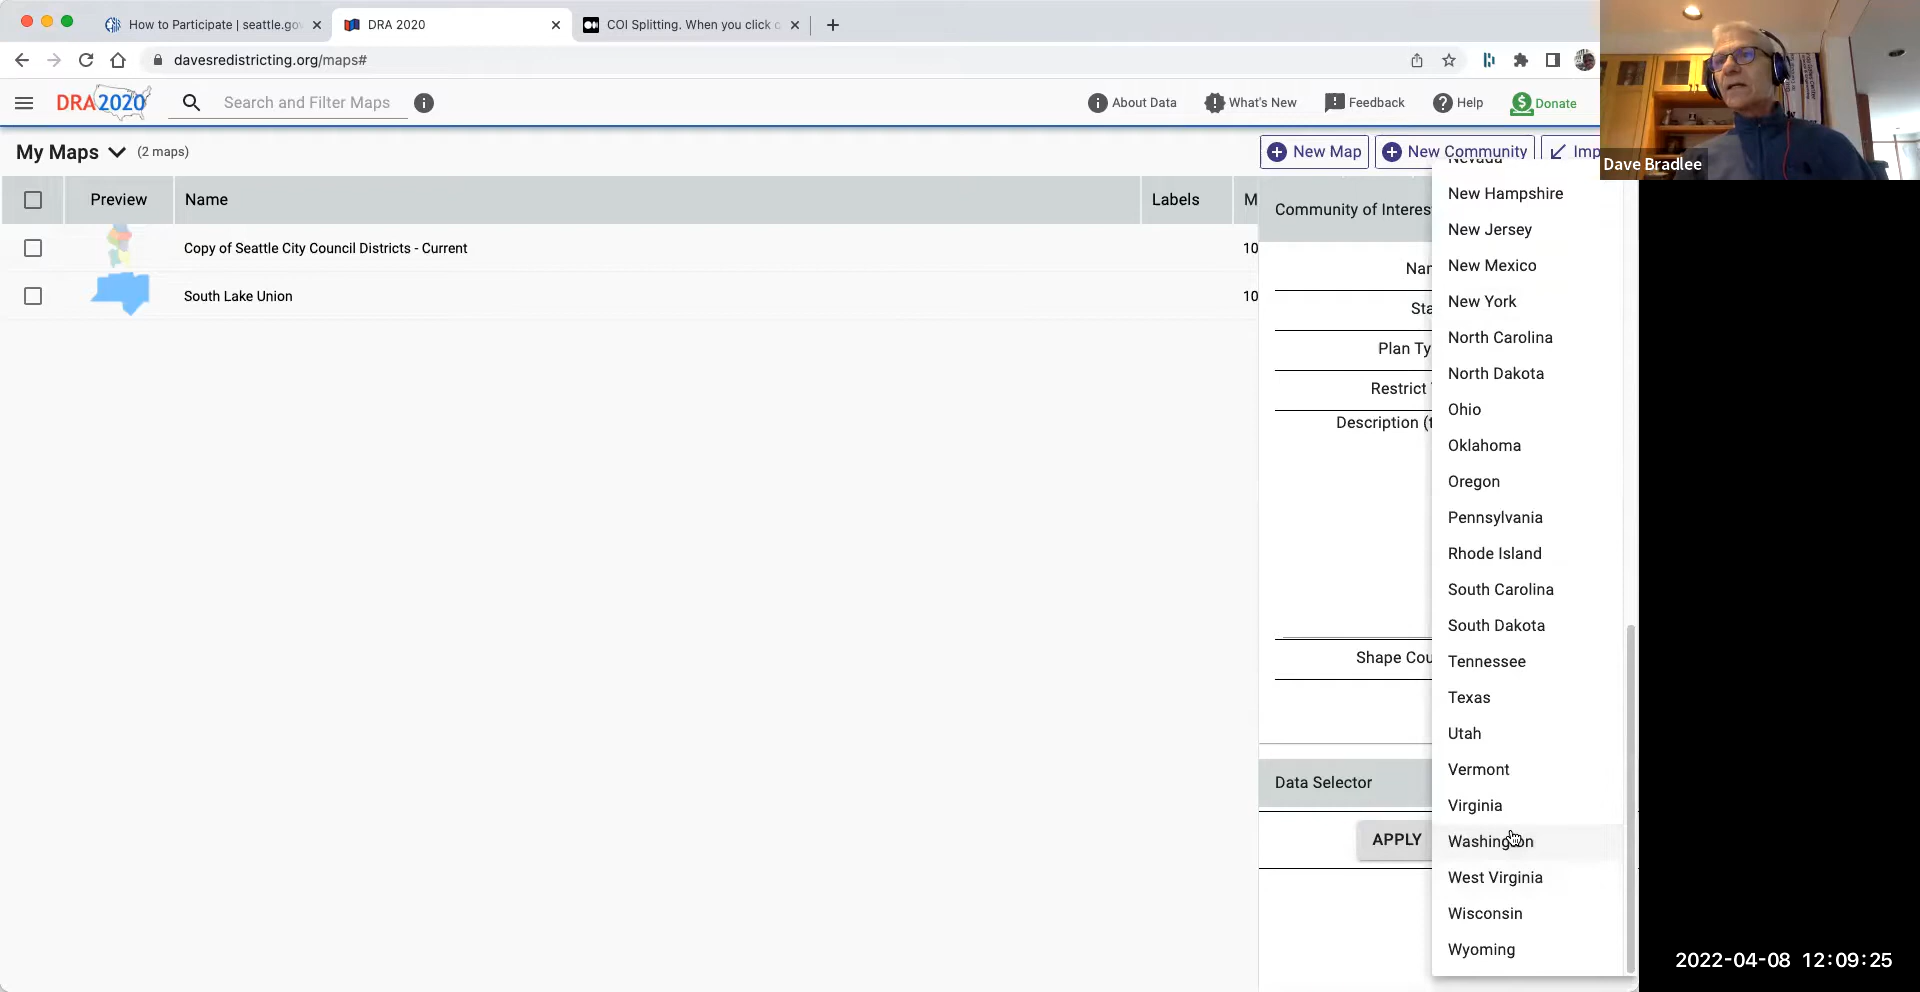 How to Participate | seattle.gov
DRA 2020
COI Splitting. When you click
davesredistricting.org/maps#
DRA2020
Search and Filter Maps
About Data
What's New
Feedback
Help
Donate
Dave Bradlee
My Maps
(2 maps)
New Map
New Community
Imp
Preview
Name
Labels
M
Copy of Seattle City Council Districts - Current
10
South Lake Union
10
Community of Interes
Nam
Sta
Plan Ty
Restrict
Description (t
Shape Cou
Data Selector
APPLY
Nevada
New Hampshire
New Jersey
New Mexico
New York
North Carolina
North Dakota
Ohio
Oklahoma
Oregon
Pennsylvania
Rhode Island
South Carolina
South Dakota
Tennessee
Texas
Utah
Vermont
Virginia
Washington
West Virginia
Wisconsin
Wyoming
2022-04-08 12:09:25